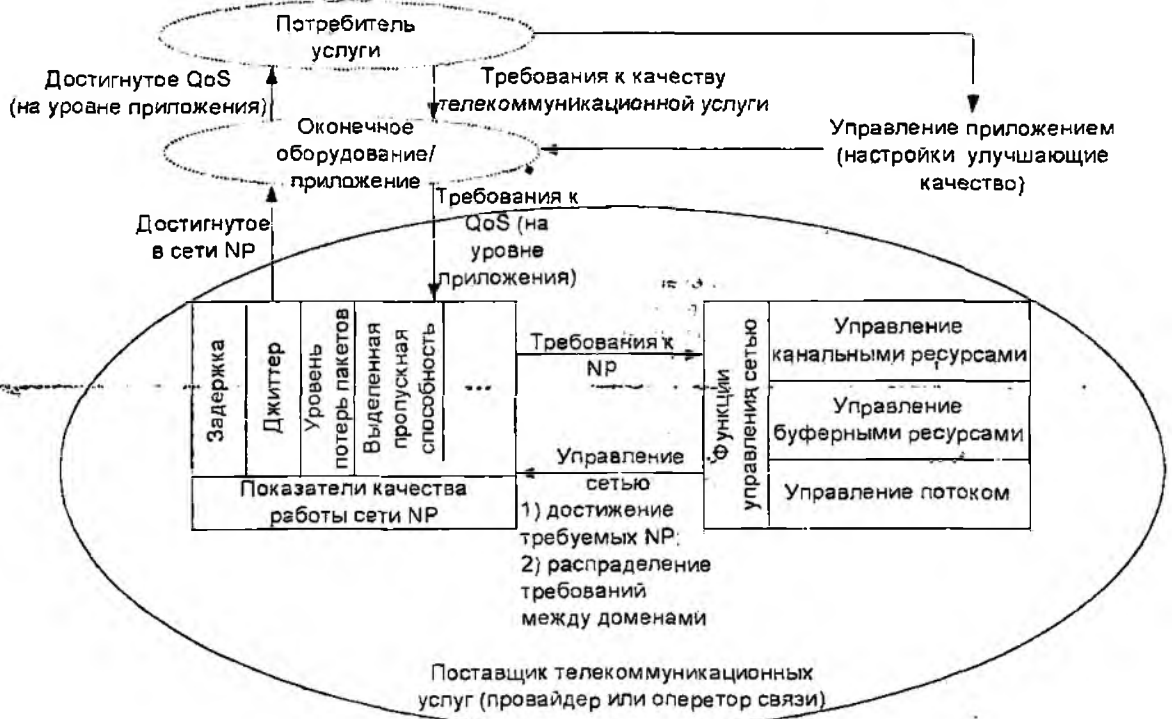 Потребитель
услуги
Достигнутое QoS
(на уровне приложения)
Требования к качеству
телекоммуникационной услуги
Оконечное
оборудование/
приложение
Управление приложением
(настройки улучшающие
качество)
Достигнутое
в сети NP
Требования к
QoS (на
уровне
приложения)
Задержка
Джиттер
Уровень
потерь пакетов
Выделенная
пропускная
способность
...
Показатели качества
работы сети NP
Требования к
NP
Управление
сетью
1) достижение
требуемых NP;
2) распраделение
требований
между доменами
Функции
управления сетью
Управление
канальными ресурсами
Управление
буферными ресурсами
Управление потоком
Поставщик телекоммуникационных
услуг (провайдер или оперетор связи)